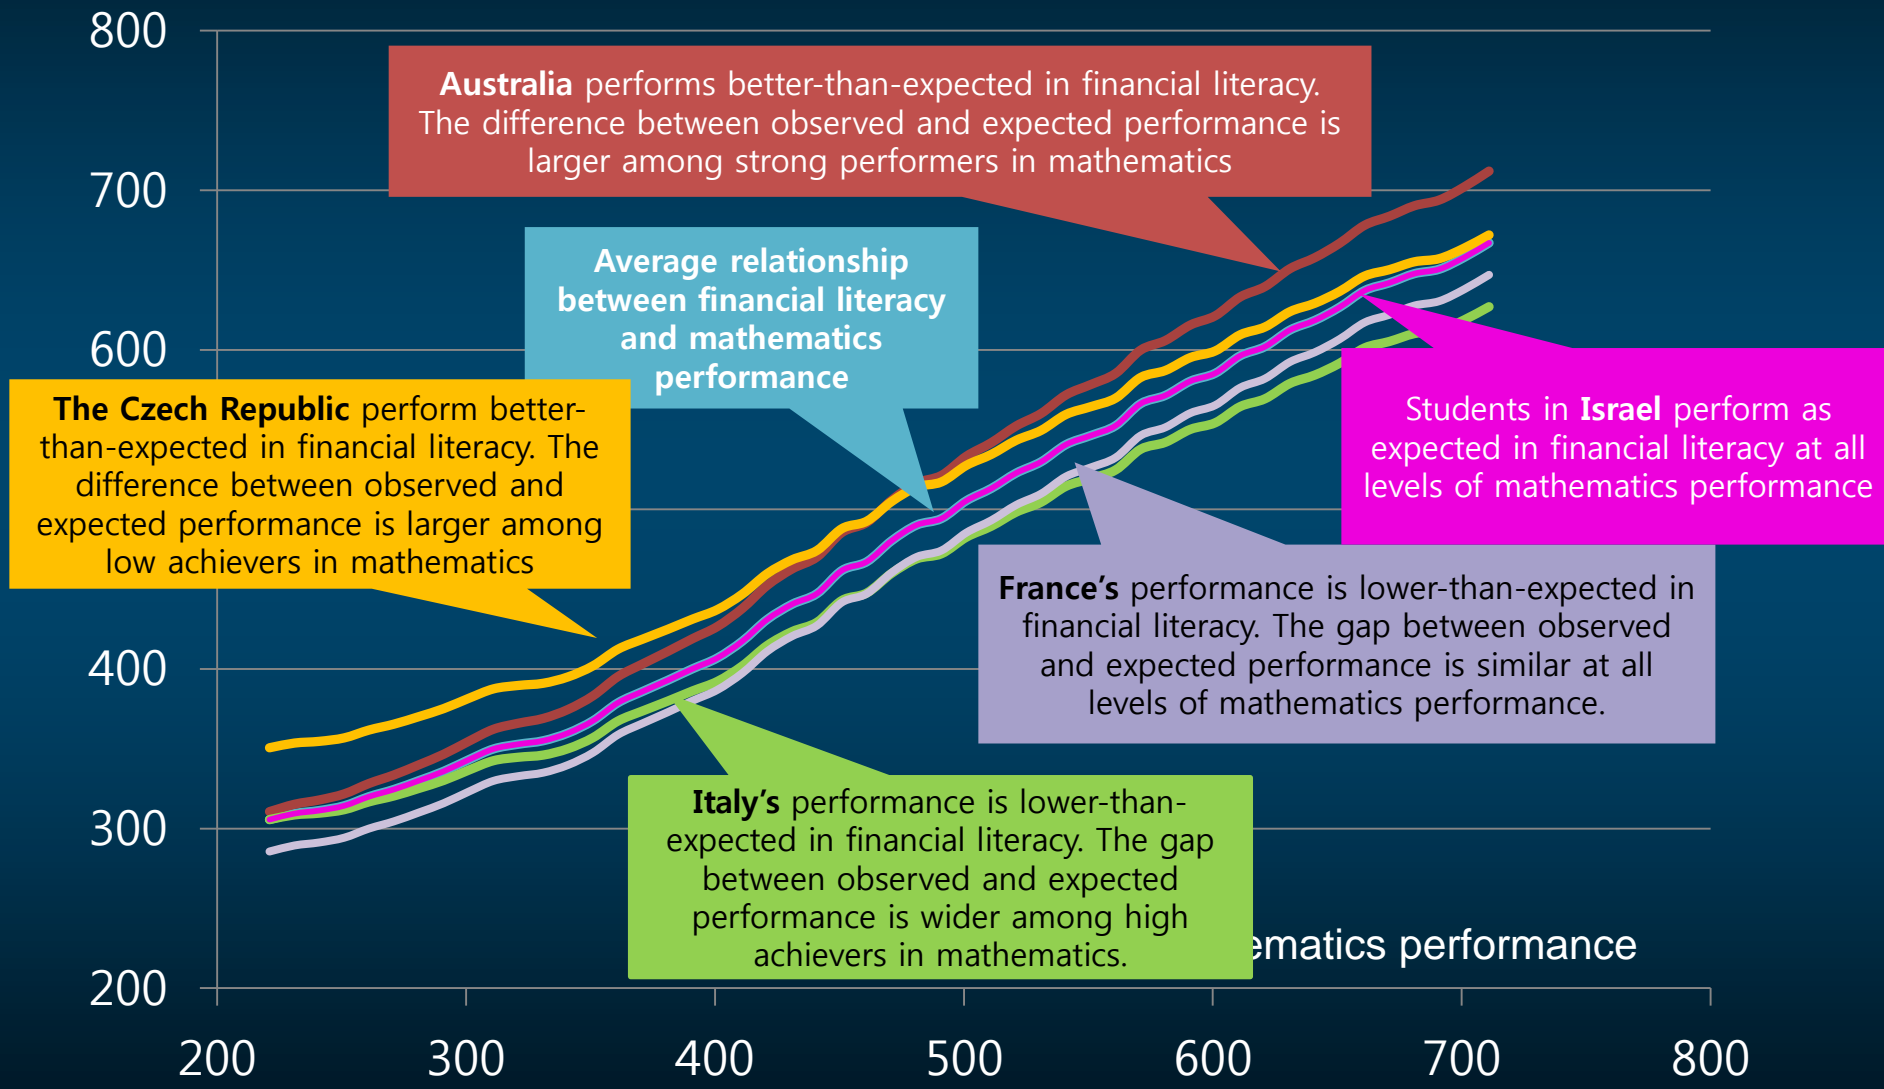 800
Australia performs better-than-expected in financial literacy.
The difference between observed and expected performance is
larger among strong performers in mathematics
700
Average relationship
between financial literacy
and mathematics
performance
600
The Czech Republic perform better-
than-expected in financial literacy. The
difference between observed and
expected performance is larger among
low achievers in mathematics
Students in Israel perform as
expected in financial literacy at all
levels of mathematics performance
France's performance is lower-than-expected in
financial literacy. The gap between observed
and expected performance is similar at all
levels of mathematics performance.
400
Italy's performance is lower-than-
expected in financial literacy. The gap
between observed and expected
performance is wider among high
achievers in mathematics.
300
ematics performance
200
200 300 400 500 600 700 800